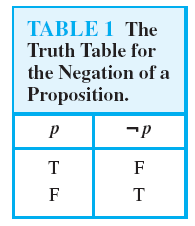 TABLE 1 The
Truth Table for
the Negation of a
Proposition.
p ¬p
T F
F T